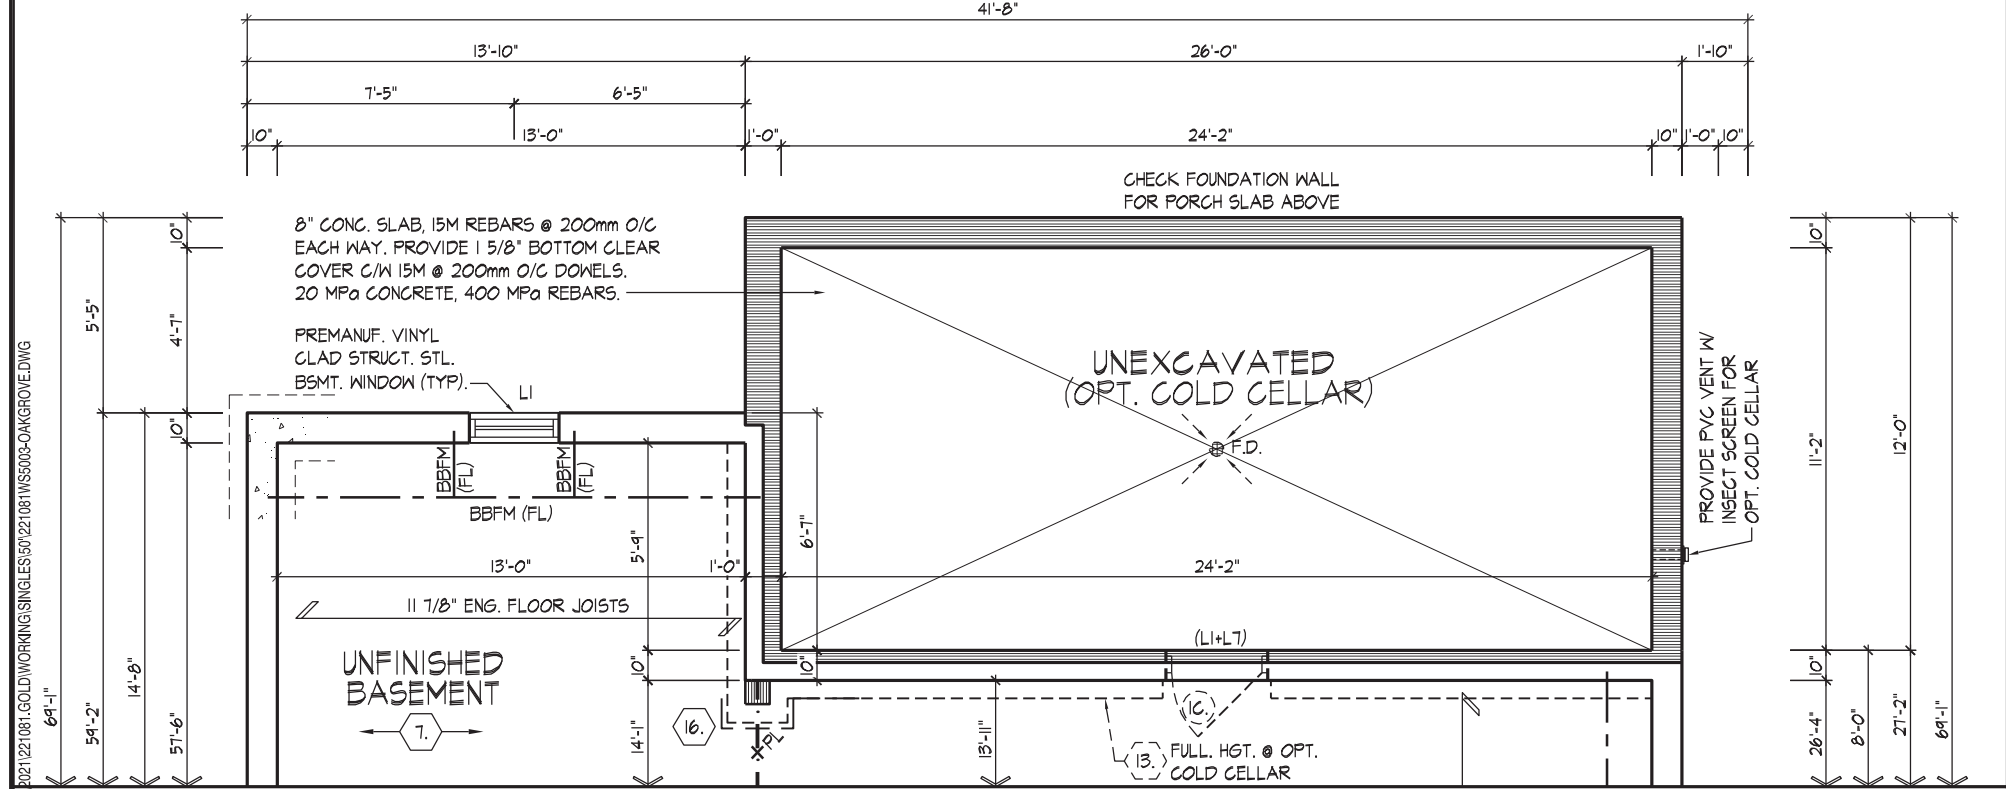 41'-8"
13'-10" 26'-0" 1'-10"
7'-5" 6'-5"
10" 13'-0" 1'-0" 24'-2" 10" 1'-0" 10"
CHECK FOUNDATION WALL
FOR PORCH SLAB ABOVE
8" CONC. SLAB, 15M REBARS @ 200mm O/C
EACH WAY. PROVIDE 1 5/8" BOTTOM CLEAR
COVER C/W 15M @ 200mm O/C DOWELS.
20 MPa CONCRETE, 400 MPa REBARS.
PREMANUF. VINYL
CLAD STRUCT. STL.
BSMT. WINDOW (TYP).
L1
10"
4'-7"
5'-5"
10"
69'-1"
59'-2"
14'-8"
57'-6"
2021\221081.GOLD\WORKING\SINGLES\50'\221081WS5003-OAKGROVE.DWG
UNEXCAVATED
(OPT. COLD CELLAR)
F.D.
BBFM
(FL)
BBFM
(FL)
BBFM (FL)
5'-9"
6'-7"
13'-0" 1'-0" 24'-2"
11 7/8" ENG. FLOOR JOISTS
UNFINISHED
BASEMENT
7.
10"
14'-1"
16.
PL
10"
(L1+L7)
1C.
13'-11"
13.
FULL. HGT. @ OPT.
COLD CELLAR
PROVIDE PVC VENT W/
INSECT SCREEN FOR
OPT. COLD CELLAR
10"
11'-2"
12'-0"
10"
26'-4"
8'-0"
27'-2"
69'-1"